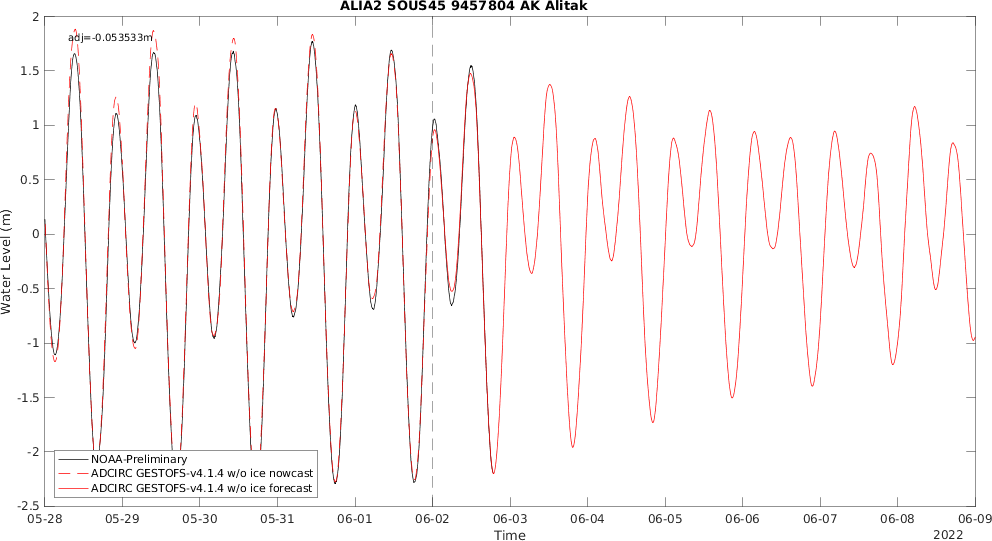 ALIA2 SOUS45 9457804 AK Alitak
adj=-0.053533m
Water Level (m)
2
1.5
1
0.5
0
-0.5
-1
-1.5
-2
-2.5
NOAA-Preliminary
ADCIRC GESTOFS-v4.1.4 w/o ice nowcast
ADCIRC GESTOFS-v4.1.4 w/o ice forecast
05-28 05-29 05-30 05-31 06-01 06-02 06-03 06-04 06-05 06-06 06-07 06-08 06-09
Time
2022